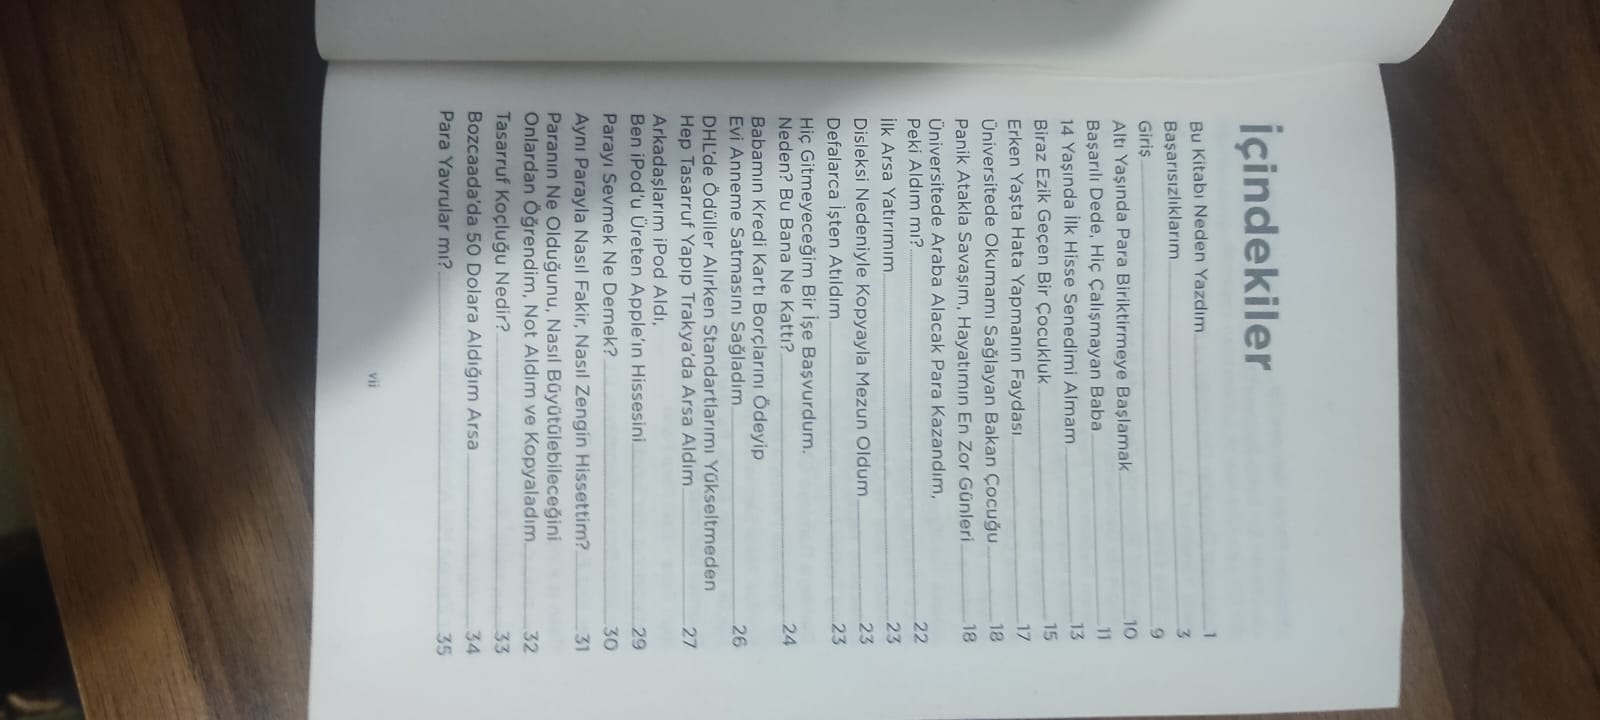 İçindekiler
Bu Kitabı Neden Yazdım 1
Başarısızlıklarım 3
Giriş 9
Altı Yaşında Para Biriktirmeye Başlamak 10
Başarılı Dede, Hiç Çalışmayan Baba 11
14 Yaşında İlk Hisse Senedimi Almam 13
Biraz Ezik Geçen Bir Çocukluk 15
Erken Yaşta Hata Yapmanın Faydası 17
Üniversitede Okumamı Sağlayan Bakan Çocuğu 18
Panik Atakla Savaşım, Hayatımın En Zor Günleri 18
Üniversitede Araba Alacak Para Kazandım,
Peki Aldım mı? 22
İlk Arsa Yatırımım 23
Disleksi Nedeniyle Kopyayla Mezun Oldum 23
Defalarca İşten Atıldım 23
Hiç Gitmeyeceğim Bir İşe Başvurdum.
Neden? Bu Bana Ne Kattı? 24
Babamın Kredi Kartı Borçlarını Ödeyip
Evi Anneme Satmasını Sağladım 26
DHL'de Ödüller Alırken Standartlarımı Yükseltmeden
Hep Tasarruf Yapıp Trakya'da Arsa Aldım 27
Arkadaşlarım iPod Aldı,
Ben iPod'u Üreten Apple'ın Hissesini 29
Parayı Sevmek Ne Demek? 30
Aynı Parayla Nasıl Fakir, Nasıl Zengin Hissettim? 31
Paranın Ne Olduğunu, Nasıl Büyütülebileceğini
Onlardan Öğrendim, Not Aldım ve Kopyaladım 32
Tasarruf Koçluğu Nedir? 33
Bozcaada'da 50 Dolara Aldığım Arsa 34
Para Yavrular mı? 35
vii